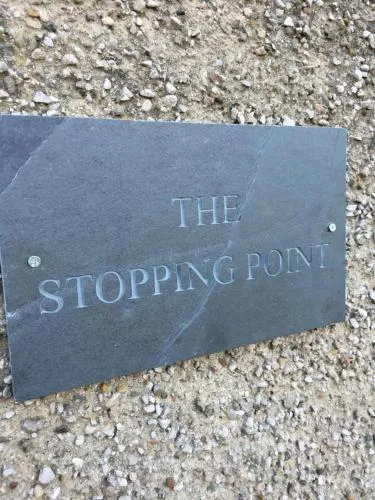 THE
STOPPING POINT